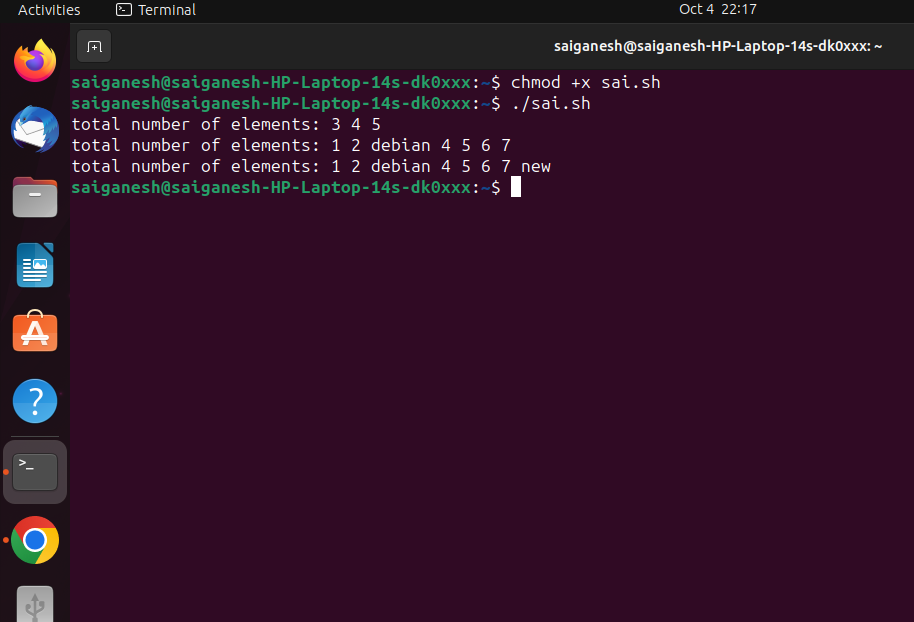 Activities
Terminal
Oct 4 22:17
saiganesh@saiganesh-HP-Laptop-14s-dk0xxx: ~
saiganesh@saiganesh-HP-Laptop-14s-dk0xxx:~$ chmod +x sai.sh
saiganesh@saiganesh-HP-Laptop-14s-dk0xxx:~$ ./sai.sh
total number of elements: 3 4 5
total number of elements: 1 2 debian 4 5 6 7
total number of elements: 1 2 debian 4 5 6 7 new
saiganesh@saiganesh-HP-Laptop-14s-dk0xxx:~$